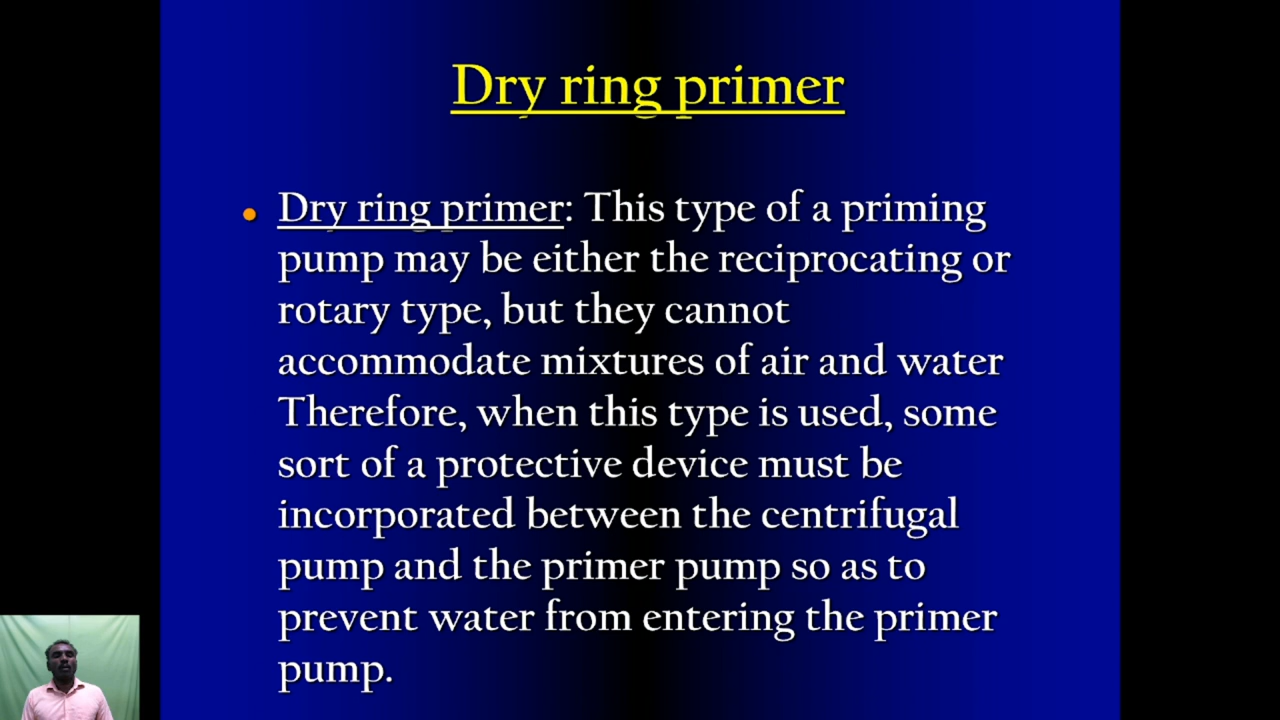 Dry ring primer
• Dry ring primer: This type of a priming
pump may be either the reciprocating or
rotary type, but they cannot
accommodate mixtures of air and water
Therefore, when this type is used, some
sort of a protective device must be
incorporated between the centrifugal
pump and the primer pump so as to
prevent water from entering the primer
pump.